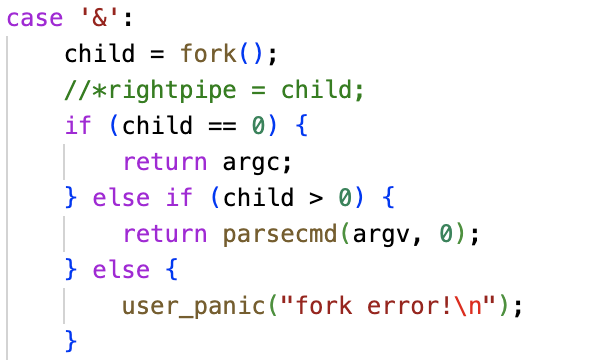 case '&':
    child = fork();
    //*rightpipe = child;
    if (child == 0) {
        return argc;
    } else if (child > 0) {
        return parsecmd(argv, 0);
    } else {
        user_panic("fork error!\n");
    }